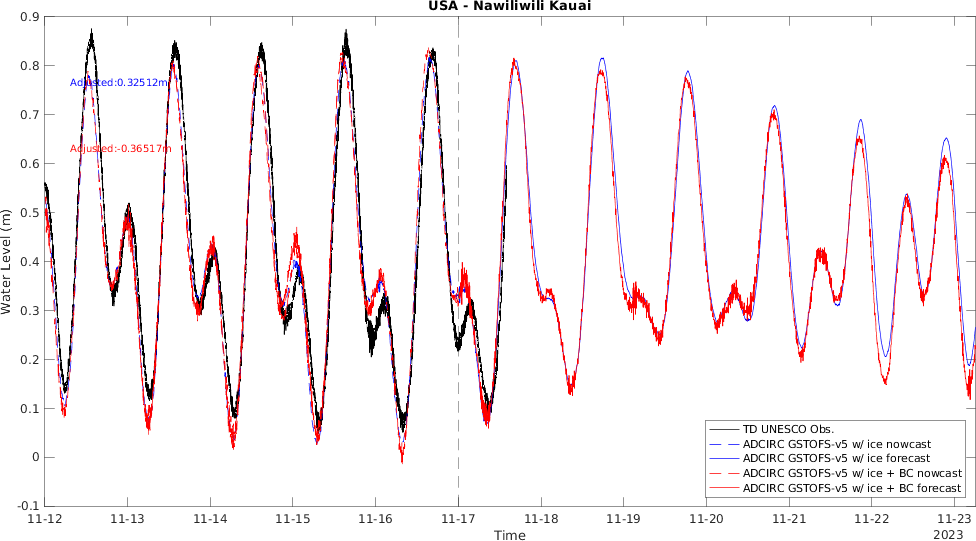 USA - Nawiliwili Kauai
0.9
0.8
0.7
0.6
0.5
0.4
0.3
0.2
0.1
0
-0.1
Water Level (m)
Adjusted:0.32512m
Adjusted:-0.36517m
TD UNESCO Obs.
ADCIRC GSTOFS-v5 w/ ice nowcast
ADCIRC GSTOFS-v5 w/ ice forecast
ADCIRC GSTOFS-v5 w/ ice + BC nowcast
ADCIRC GSTOFS-v5 w/ ice + BC forecast
11-12 11-13 11-14 11-15 11-16 11-17 11-18 11-19 11-20 11-21 11-22 11-23
2023
Time